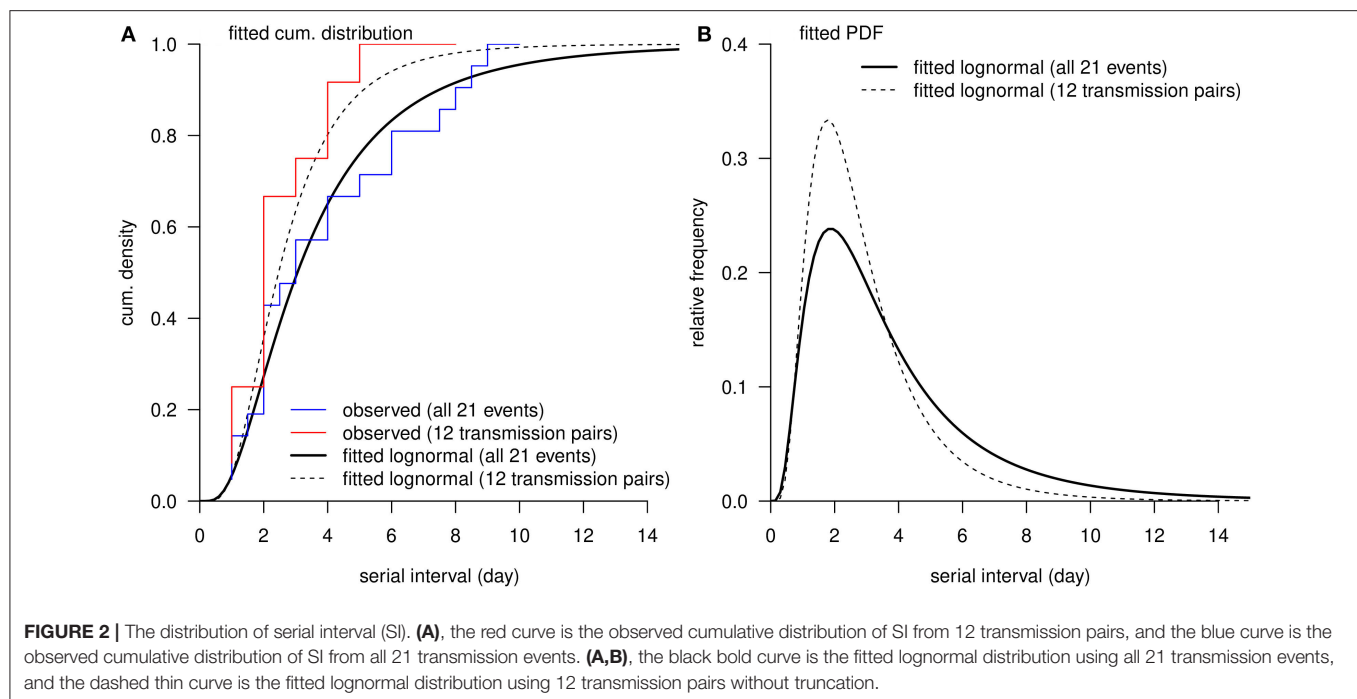 A
fitted cum. distribution
1.0
0.8
0.6
0.4
0.2
0.0
cum. density
observed (all 21 events)
observed (12 transmission pairs)
fitted lognormal (all 21 events)
fitted lognormal (12 transmission pairs)
0 2 4 6 8 10 12 14
serial interval (day)
B
fitted PDF
0.4
0.3
0.2
0.1
0.0
relative frequency
fitted lognormal (all 21 events)
fitted lognormal (12 transmission pairs)
0 2 4 6 8 10 12 14
serial interval (day)
FIGURE 2 | The distribution of serial interval (SI). (A), the red curve is the observed cumulative distribution of SI from 12 transmission pairs, and the blue curve is the
observed cumulative distribution of SI from all 21 transmission events. (A,B), the black bold curve is the fitted lognormal distribution using all 21 transmission events,
and the dashed thin curve is the fitted lognormal distribution using 12 transmission pairs without truncation.